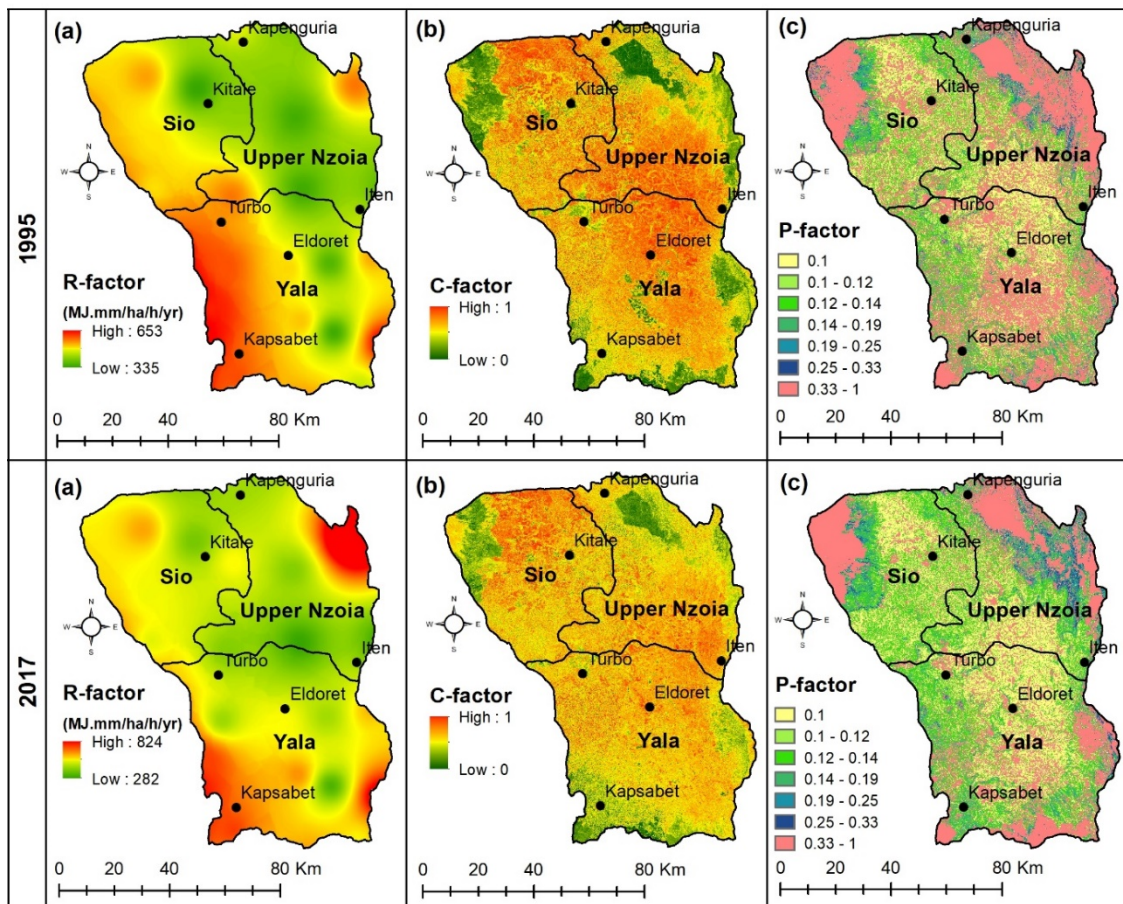 1995
(a)
Kapenguria
Kitale
Sio
Upper Nzoia
Iten
Turbo
Eldoret
Yala
Kapsabet
N
W E
S
R-factor
(MJ.mm/ha/h/yr)
High : 653
Low : 335
0 20 40 80 Km
(b)
Kapenguria
Kitale
Sio
Upper Nzoia
Iten
Turbo
Eldoret
Yala
Kapsabet
N
W E
S
C-factor
High : 1
Low : 0
0 20 40 80 Km
(c)
Kapenguria
Kitale
Sio
Upper Nzoia
Iten
Turbo
Eldoret
Yala
Kapsabet
N
W E
S
P-factor
0.1
0.1 - 0.12
0.12 - 0.14
0.14 - 0.19
0.19 - 0.25
0.25 - 0.33
0.33 - 1
0 20 40 80 Km
2017
(a)
Kapenguria
Kitale
Sio
Upper Nzoia
Iten
Turbo
Eldoret
Yala
Kapsabet
N
W E
S
R-factor
(MJ.mm/ha/h/yr)
High : 824
Low : 282
0 20 40 80 Km
(b)
Kapenguria
Kitale
Sio
Upper Nzoia
Iten
Turbo
Eldoret
Yala
Kapsabet
N
W E
S
C-factor
High : 1
Low : 0
0 20 40 80 Km
(c)
Kapenguria
Kitale
Sio
Upper Nzoia
Iten
Turbo
Eldoret
Yala
Kapsabet
N
W E
S
P-factor
0.1
0.1 - 0.12
0.12 - 0.14
0.14 - 0.19
0.19 - 0.25
0.25 - 0.33
0.33 - 1
0 20 40 80 Km